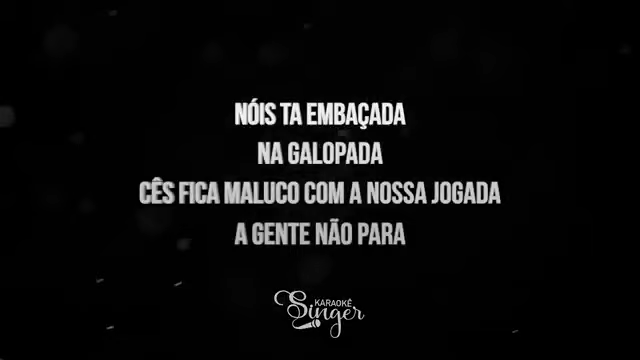 NÓIS TA EMBAÇADA
NA GALOPADA
CÊS FICA MALUCO COM A NOSSA JOGADA
A GENTE NÃO PARA
KARAOKÊ
Singer